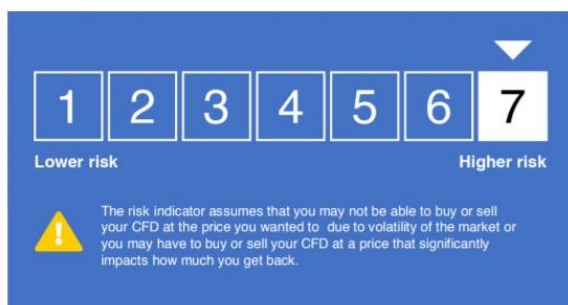 1 2 3 4 5 6 7
Lower risk Higher risk
The risk indicator assumes that you may not be able to buy or sell
your CFD at the price you wanted to due to volatility of the market or
you may have to buy or sell your CFD at a price that significantly
impacts how much you get back.